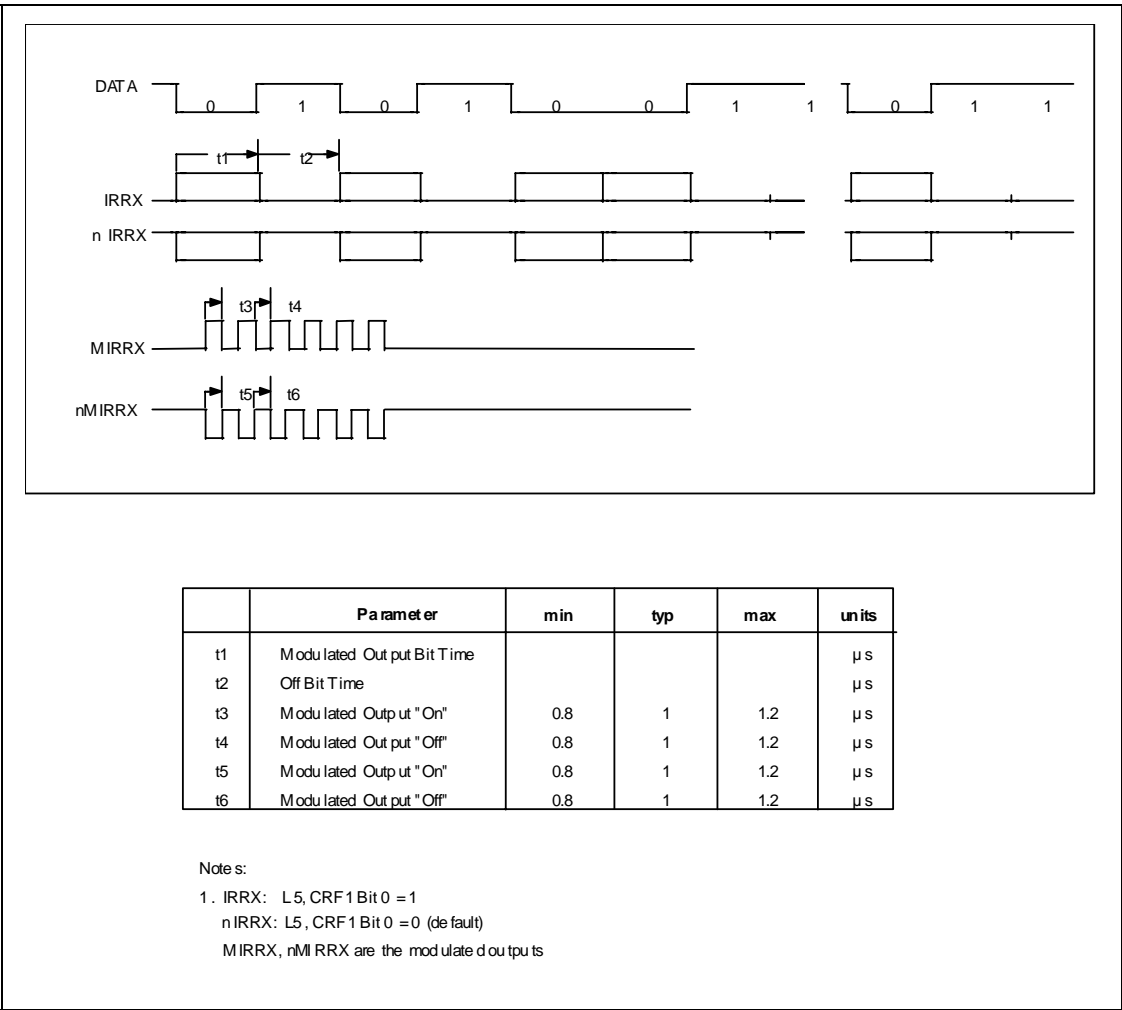 DATA 0 1 0 1 0 0 1 1 0 1 1
t1 t2
IRRX
n IRRX
t3 t4
MIRRX
t5 t6
nMIRRX
Parameter min typ max units
t1 Modulated Output Bit Time µs
t2 Off Bit Time µs
t3 Modulated Output "On" 0.8 1 1.2 µs
t4 Modulated Output "Off" 0.8 1 1.2 µs
t5 Modulated Output "On" 0.8 1 1.2 µs
t6 Modulated Output "Off" 0.8 1 1.2 µs
Notes:
1. IRRX: L5, CRF1 Bit 0 = 1
nIRRX: L5, CRF1 Bit 0 = 0 (default)
MIRRX, nMIRRX are the modulated outputs